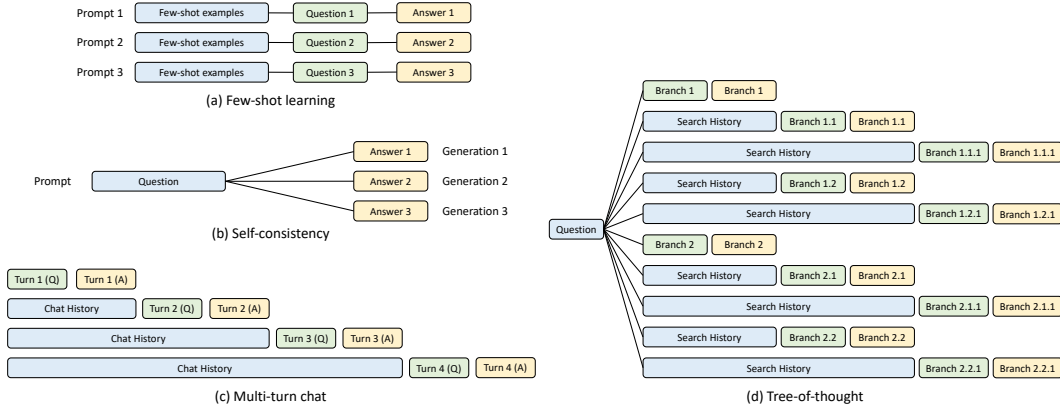 Prompt 1 Few-shot examples Question 1 Answer 1
Prompt 2 Few-shot examples Question 2 Answer 2
Prompt 3 Few-shot examples Question 3 Answer 3
(a) Few-shot learning
Prompt Question
Answer 1 Generation 1
Answer 2 Generation 2
Answer 3 Generation 3
(b) Self-consistency
Turn 1 (Q) Turn 1 (A)
Chat History Turn 2 (Q) Turn 2 (A)
Chat History Turn 3 (Q) Turn 3 (A)
Chat History Turn 4 (Q) Turn 4 (A)
(c) Multi-turn chat
Question
Branch 1 Branch 1
Search History Branch 1.1 Branch 1.1
Search History Branch 1.1.1 Branch 1.1.1
Search History Branch 1.2 Branch 1.2
Search History Branch 1.2.1 Branch 1.2.1
Branch 2 Branch 2
Search History Branch 2.1 Branch 2.1
Search History Branch 2.1.1 Branch 2.1.1
Search History Branch 2.2 Branch 2.2
Search History Branch 2.2.1 Branch 2.2.1
(d) Tree-of-thought